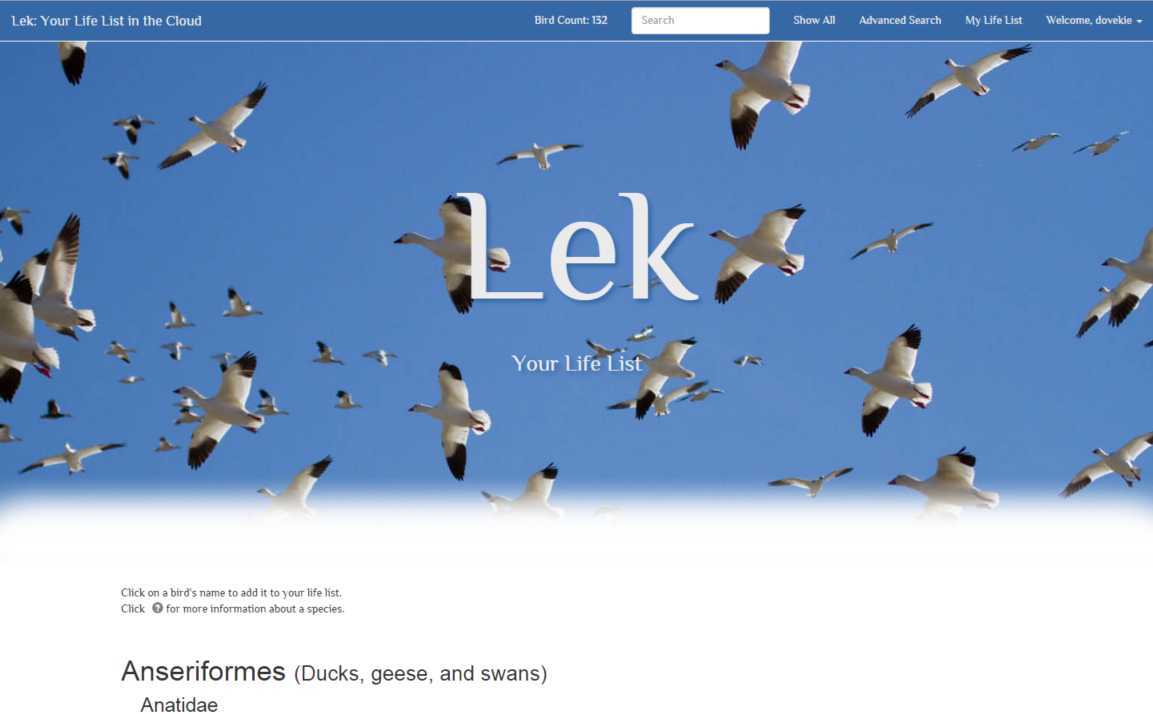 Lek: Your Life List in the Cloud Bird Count: 132 Search Show All Advanced Search My Life List Welcome, dovekie
Lek
Your Life List
Click on a bird's name to add it to your life list.
Click ? for more information about a species.
Anseriformes (Ducks, geese, and swans)
Anatidae